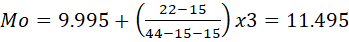 Mo = 9.995 + (22−15 / 44−15−15) x3 = 11.495